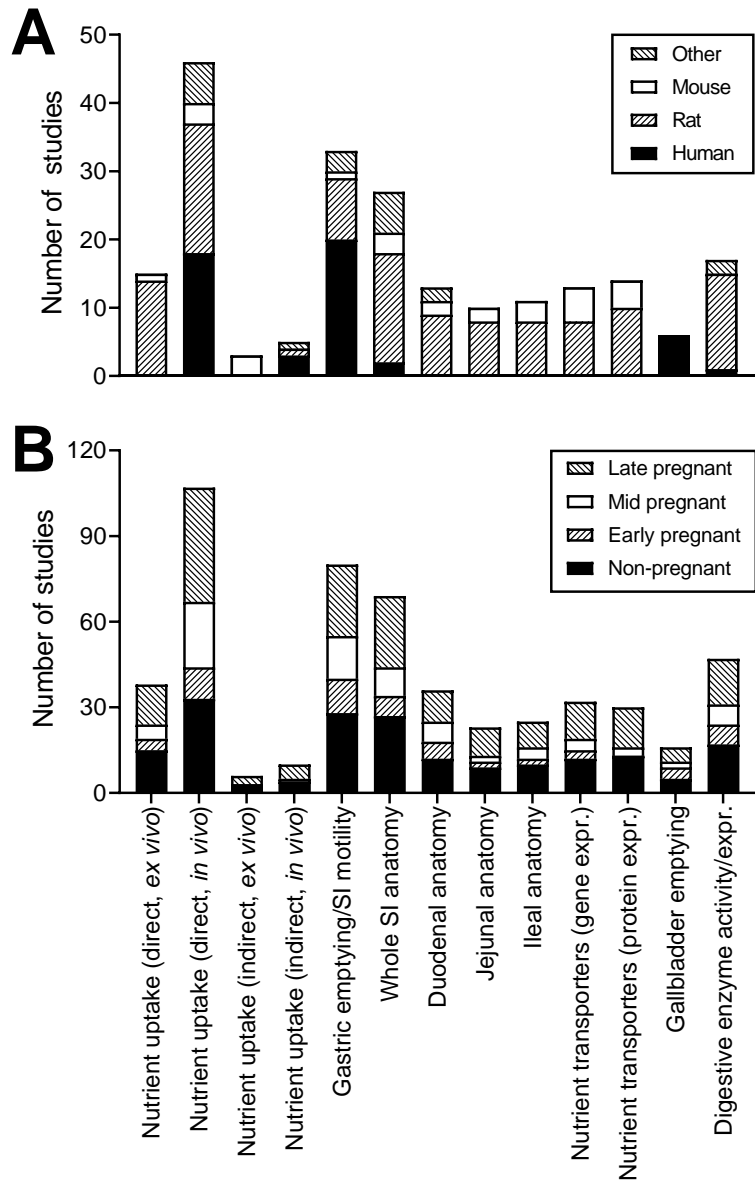 A
Number of studies
50
40
30
20
10
0
Other
Mouse
Rat
Human
B
Number of studies
120
90
60
30
0
Late pregnant
Mid pregnant
Early pregnant
Non-pregnant
Nutrient uptake (direct, ex vivo)
Nutrient uptake (direct, in vivo)
Nutrient uptake (indirect, ex vivo)
Nutrient uptake (indirect, in vivo)
Gastric emptying/SI motility
Whole SI anatomy
Duodenal anatomy
Jejunal anatomy
Ileal anatomy
Nutrient transporters (gene expr.)
Nutrient transporters (protein expr.)
Gallbladder emptying
Digestive enzyme activity/expr.